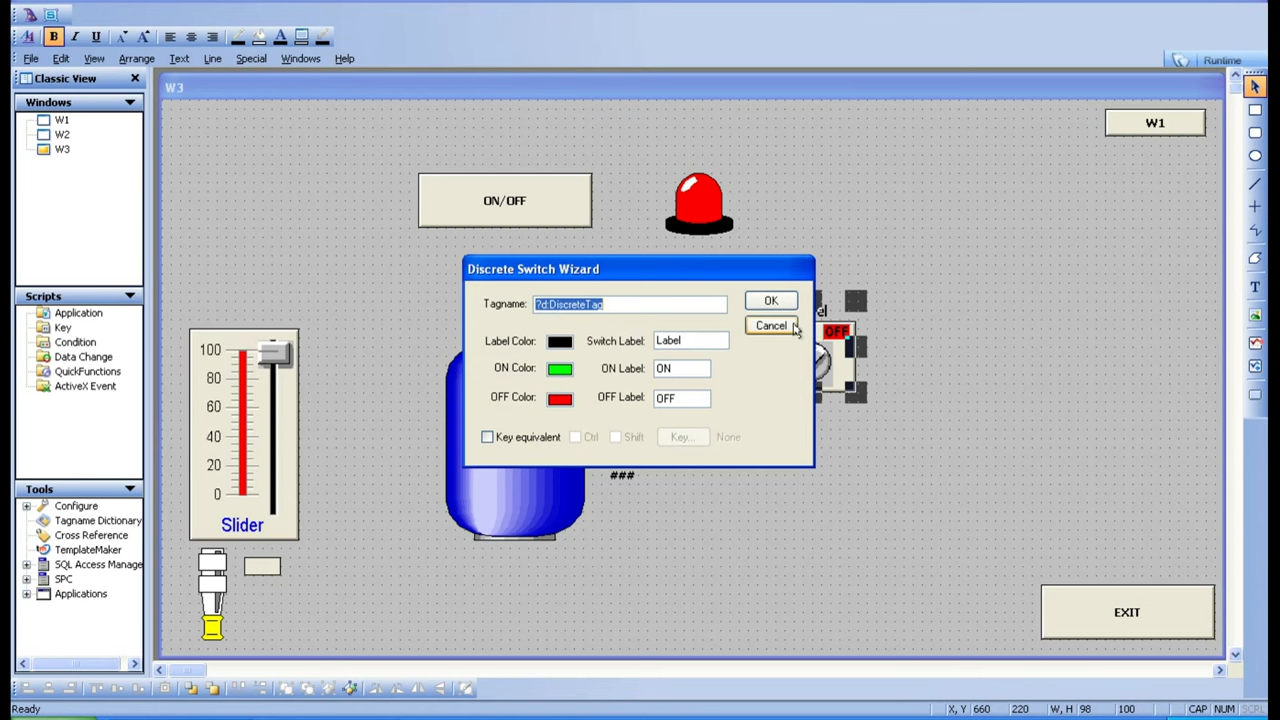 B I U A A A
File Edit View Arrange Text Line Special Windows Help
Runtime
Classic View
Windows
W1
W2
W3
Scripts
Application
Key
Condition
Data Change
QuickFunctions
ActiveX Event
Tools
Configure
Tagname Dictionary
Cross Reference
TemplateMaker
SQL Access Manage
SPC
Applications
W3
W1
ON/OFF
Discrete Switch Wizard
Tagname: ?d:DiscreteTag
OK
Cancel
Label Color: Switch Label: Label
ON Color: ON Label: ON
OFF Color: OFF Label: OFF
Key equivalent Ctrl Shift Key... None
el
OFF
100
80
60
40
20
0
Slider
###
EXIT
T
Ready X, Y 660 220 W, H 98 100 CAP NUM SCRL